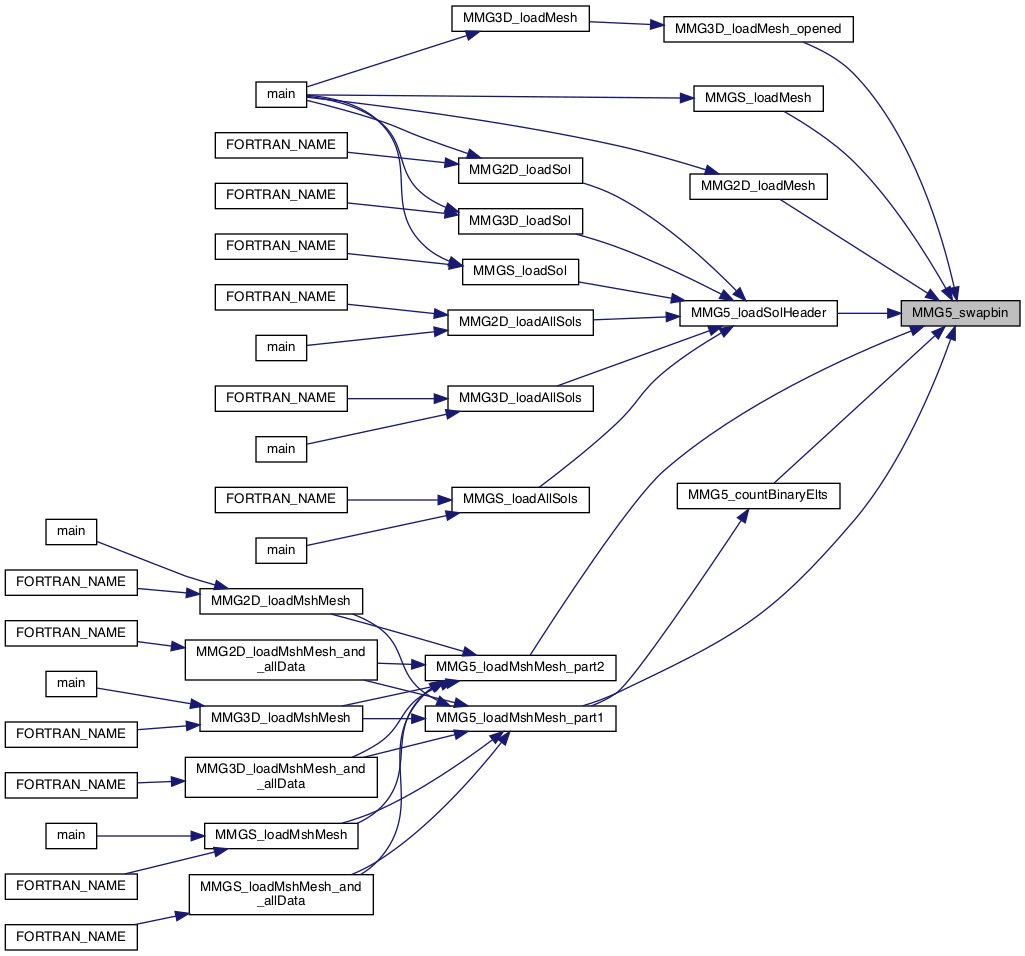 MMG3D_loadMesh
MMG3D_loadMesh_opened
main
MMGS_loadMesh
FORTRAN_NAME
MMG2D_loadSol
MMG2D_loadMesh
FORTRAN_NAME
MMG3D_loadSol
FORTRAN_NAME
MMGS_loadSol
FORTRAN_NAME
MMG2D_loadAllSols
MMG5_loadSolHeader
MMG5_swapbin
main
FORTRAN_NAME
MMG3D_loadAllSols
main
FORTRAN_NAME
MMGS_loadAllSols
MMG5_countBinaryElts
main
main
FORTRAN_NAME
MMG2D_loadMshMesh
FORTRAN_NAME
MMG2D_loadMshMesh_and
_allData
MMG5_loadMshMesh_part2
main
MMG3D_loadMshMesh
MMG5_loadMshMesh_part1
FORTRAN_NAME
MMG3D_loadMshMesh_and
_allData
FORTRAN_NAME
main
MMGS_loadMshMesh
FORTRAN_NAME
MMGS_loadMshMesh_and
_allData
FORTRAN_NAME